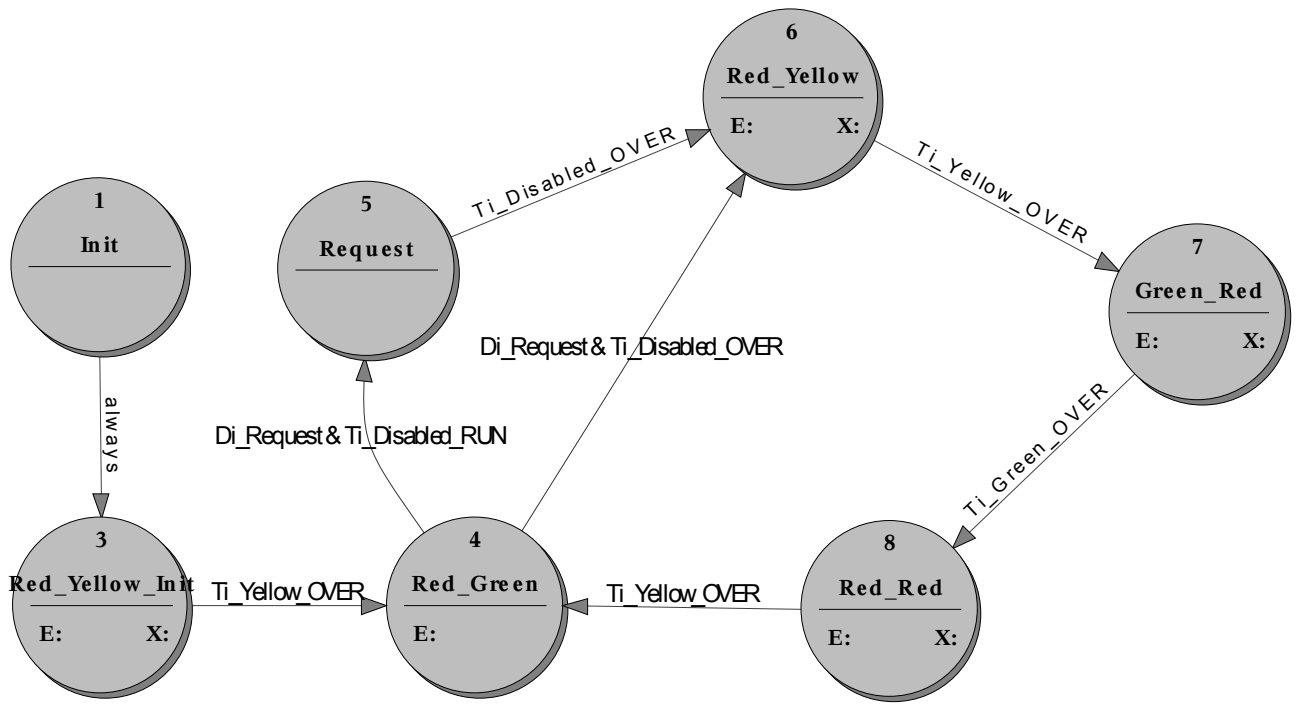 6
Red_Yellow
E: X:
Ti_Disabled_OVER
Ti_Yellow_OVER
1
Init
5
Request
7
Green_Red
E: X:
Di_Request & Ti_Disabled_OVER
always
Di_Request & Ti_Disabled_RUN
Ti_Green_OVER
3
Red_Yellow_Init
E: X:
Ti_Yellow_OVER
4
Red_Green
E:
Ti_Yellow_OVER
8
Red_Red
E: X: